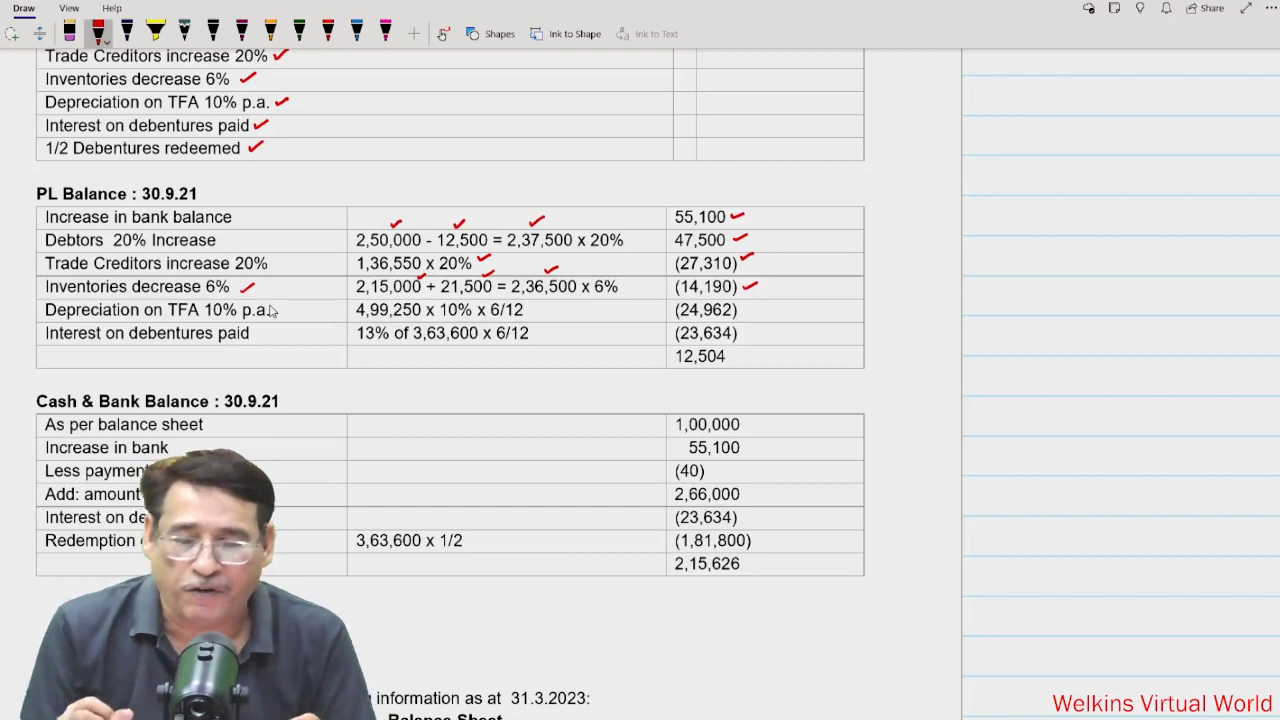 Draw View Help
Share
Shapes Ink to Shape Ink to Text
Trade Creditors increase 20%
Inventories decrease 6%
Depreciation on TFA 10% p.a.
Interest on debentures paid
1/2 Debentures redeemed
PL Balance : 30.9.21
Increase in bank balance 55,100
Debtors 20% Increase 2,50,000 - 12,500 = 2,37,500 x 20% 47,500
Trade Creditors increase 20% 1,36,550 x 20% (27,310)
Inventories decrease 6% 2,15,000 + 21,500 = 2,36,500 x 6% (14,190)
Depreciation on TFA 10% p.a. 4,99,250 x 10% x 6/12 (24,962)
Interest on debentures paid 13% of 3,63,600 x 6/12 (23,634)
12,504
Cash & Bank Balance : 30.9.21
As per balance sheet 1,00,000
Increase in bank 55,100
Less (40)
Add: amount 2,66,000
Interest on (23,634)
Redemption 3,63,600 x 1/2 (1,81,800)
2,15,626
information as at 31.3.2023:
Balance Sheet
Welkins Virtual World